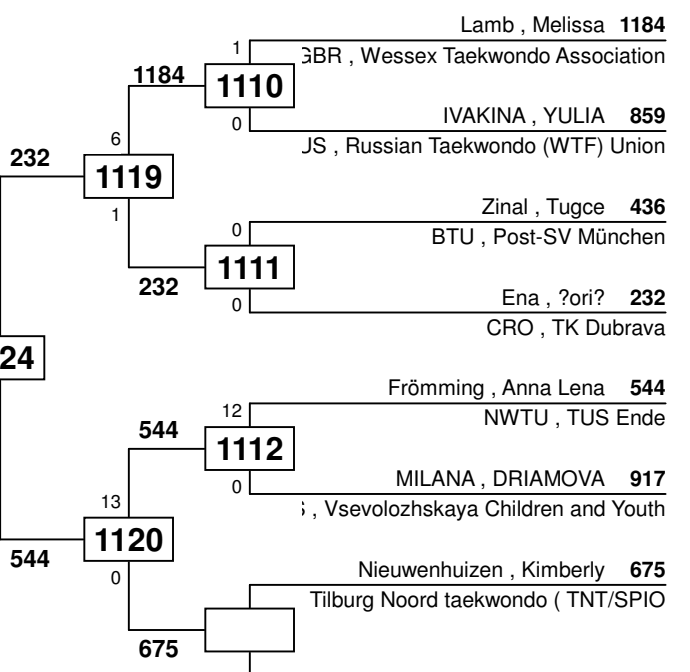 Lamb , Melissa 1184
1
GBR , Wessex Taekwondo Association
1184
1110
0
IVAKINA , YULIA 859
6
US , Russian Taekwondo (WTF) Union
232
1119
1
Zinal , Tugce 436
0
BTU , Post-SV München
1111
232
0
Ena , ?ori? 232
CRO , TK Dubrava
24
Frömming , Anna Lena 544
12
NWTU , TUS Ende
544
1112
0
MILANA , DRIAMOVA 917
13
, Vsevolozhskaya Children and Youth
1120
544
0
Nieuwenhuizen , Kimberly 675
Tilburg Noord taekwondo ( TNT/SPIO
675